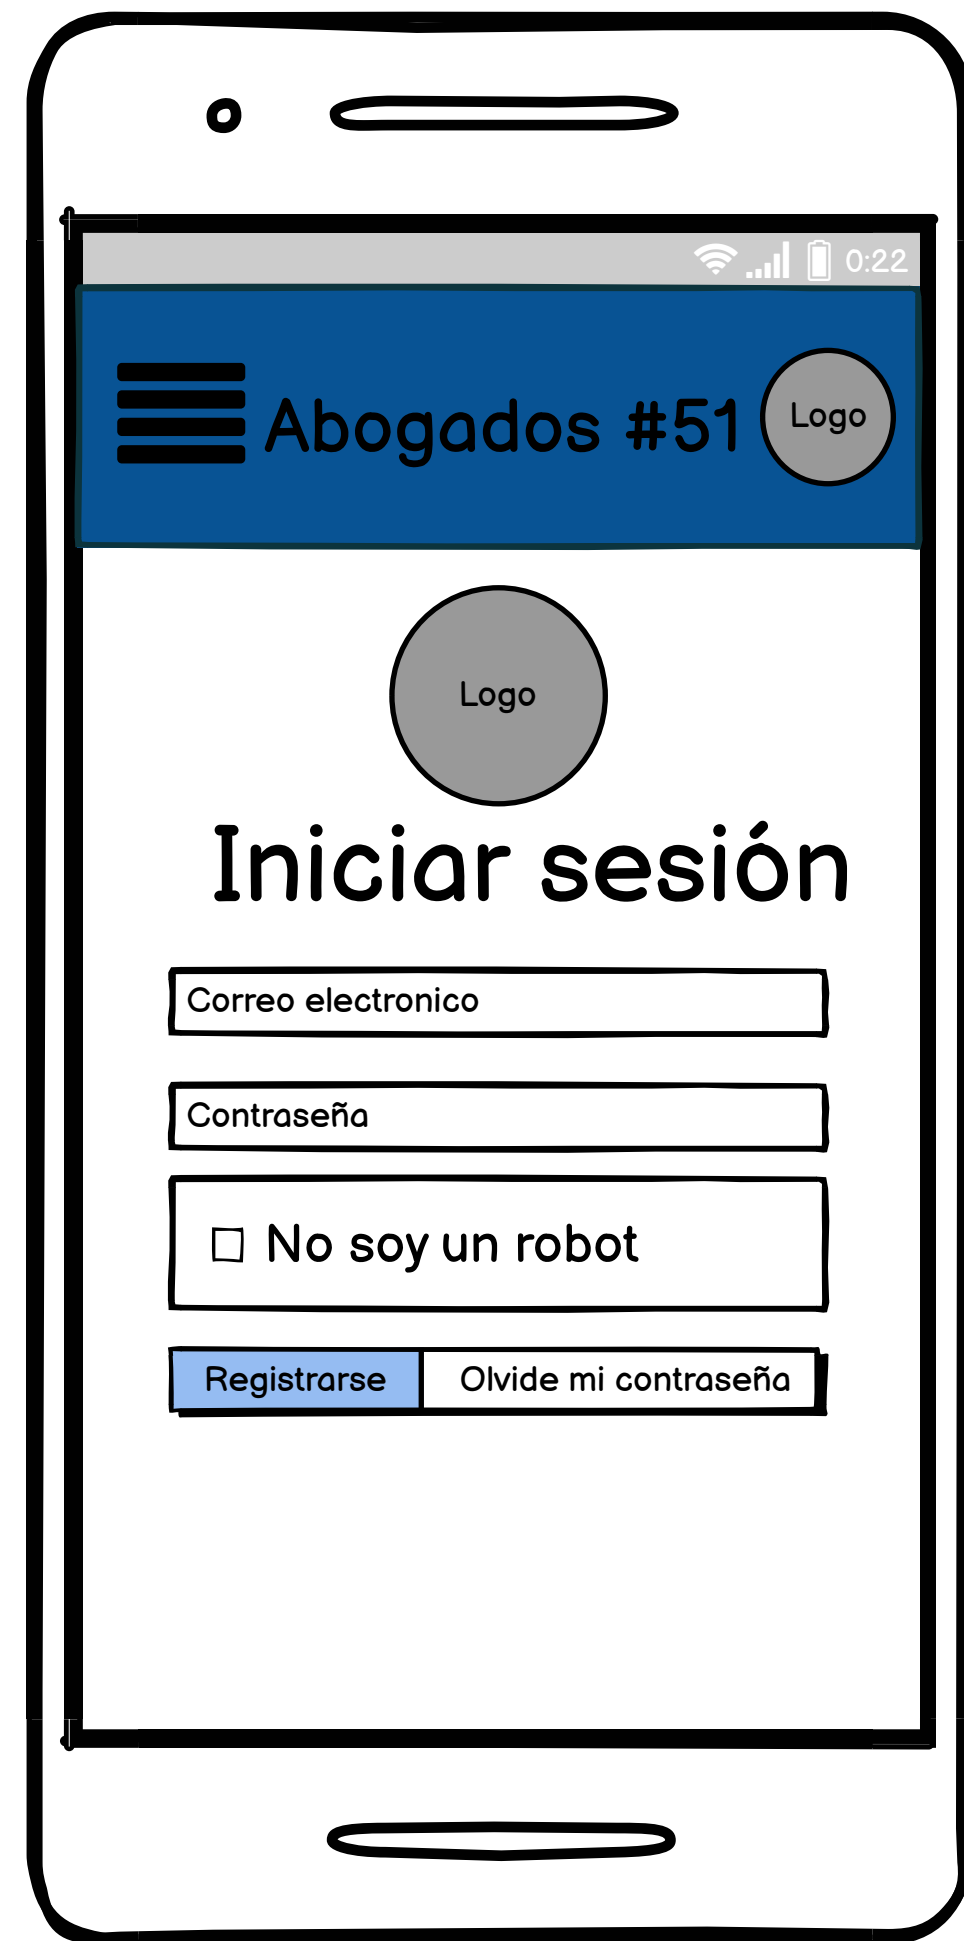 0:22
Abogados #51
Logo
Logo
Iniciar sesión
Correo electronico
Contraseña
No soy un robot
Registrarse
Olvide mi contraseña